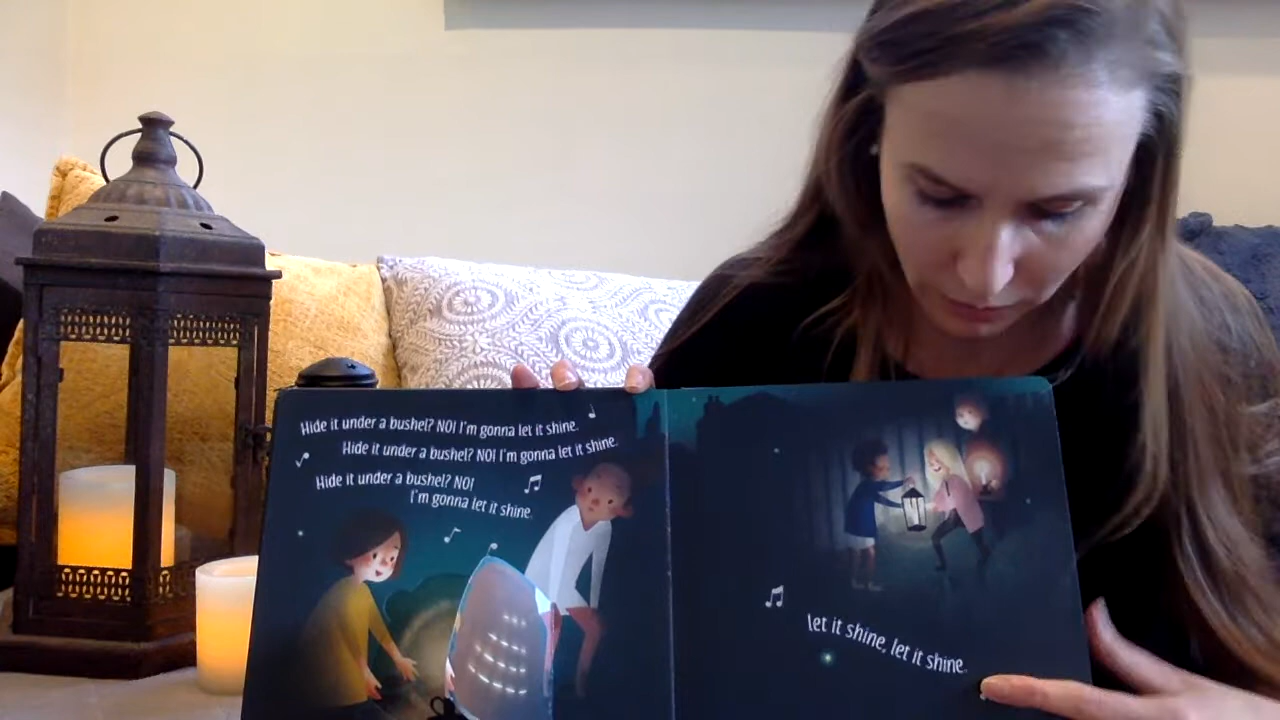 Hide it under a bushel? NO! I'm gonna let it shine.
Hide it under a bushel? NO! I'm gonna let it shine.
Hide it under a bushel? NO!
I'm gonna let it shine.
let it shine, let it shine.